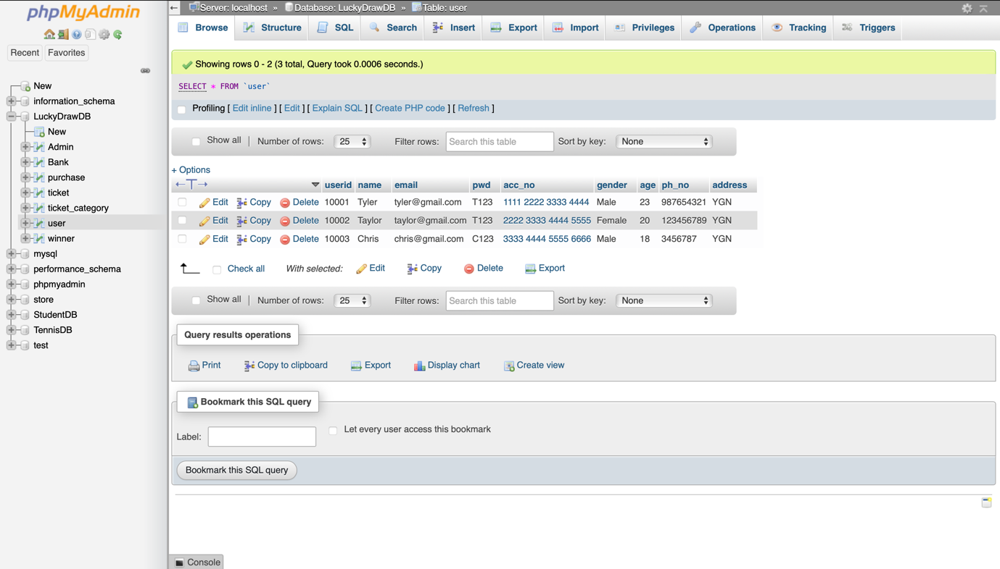 phpMyAdmin
Recent Favorites
New
information_schema
LuckyDrawDB
New
Admin
Bank
purchase
ticket
ticket_category
user
winner
mysql
performance_schema
phpmyadmin
store
StudentDB
TennisDB
test
Server: localhost » Database: LuckyDrawDB » Table: user
Browse Structure SQL Search Insert Export Import Privileges Operations Tracking Triggers
Showing rows 0 - 2 (3 total, Query took 0.0006 seconds.)
SELECT * FROM `user`
Profiling [ Edit inline ] [ Edit ] [ Explain SQL ] [ Create PHP code ] [ Refresh ]
Show all | Number of rows: 25 Filter rows: Search this table Sort by key: None
+ Options
userid name email pwd acc_no gender age ph_no address
Edit Copy Delete 10001 Tyler tyler@gmail.com T123 1111 2222 3333 4444 Male 23 987654321 YGN
Edit Copy Delete 10002 Taylor taylor@gmail.com T123 2222 3333 4444 5555 Female 20 123456789 YGN
Edit Copy Delete 10003 Chris chris@gmail.com C123 3333 4444 5555 6666 Male 18 3456787 YGN
Check all With selected: Edit Copy Delete Export
Show all | Number of rows: 25 Filter rows: Search this table Sort by key: None
Query results operations
Print Copy to clipboard Export Display chart Create view
Bookmark this SQL query
Label: Let every user access this bookmark
Bookmark this SQL query
Console